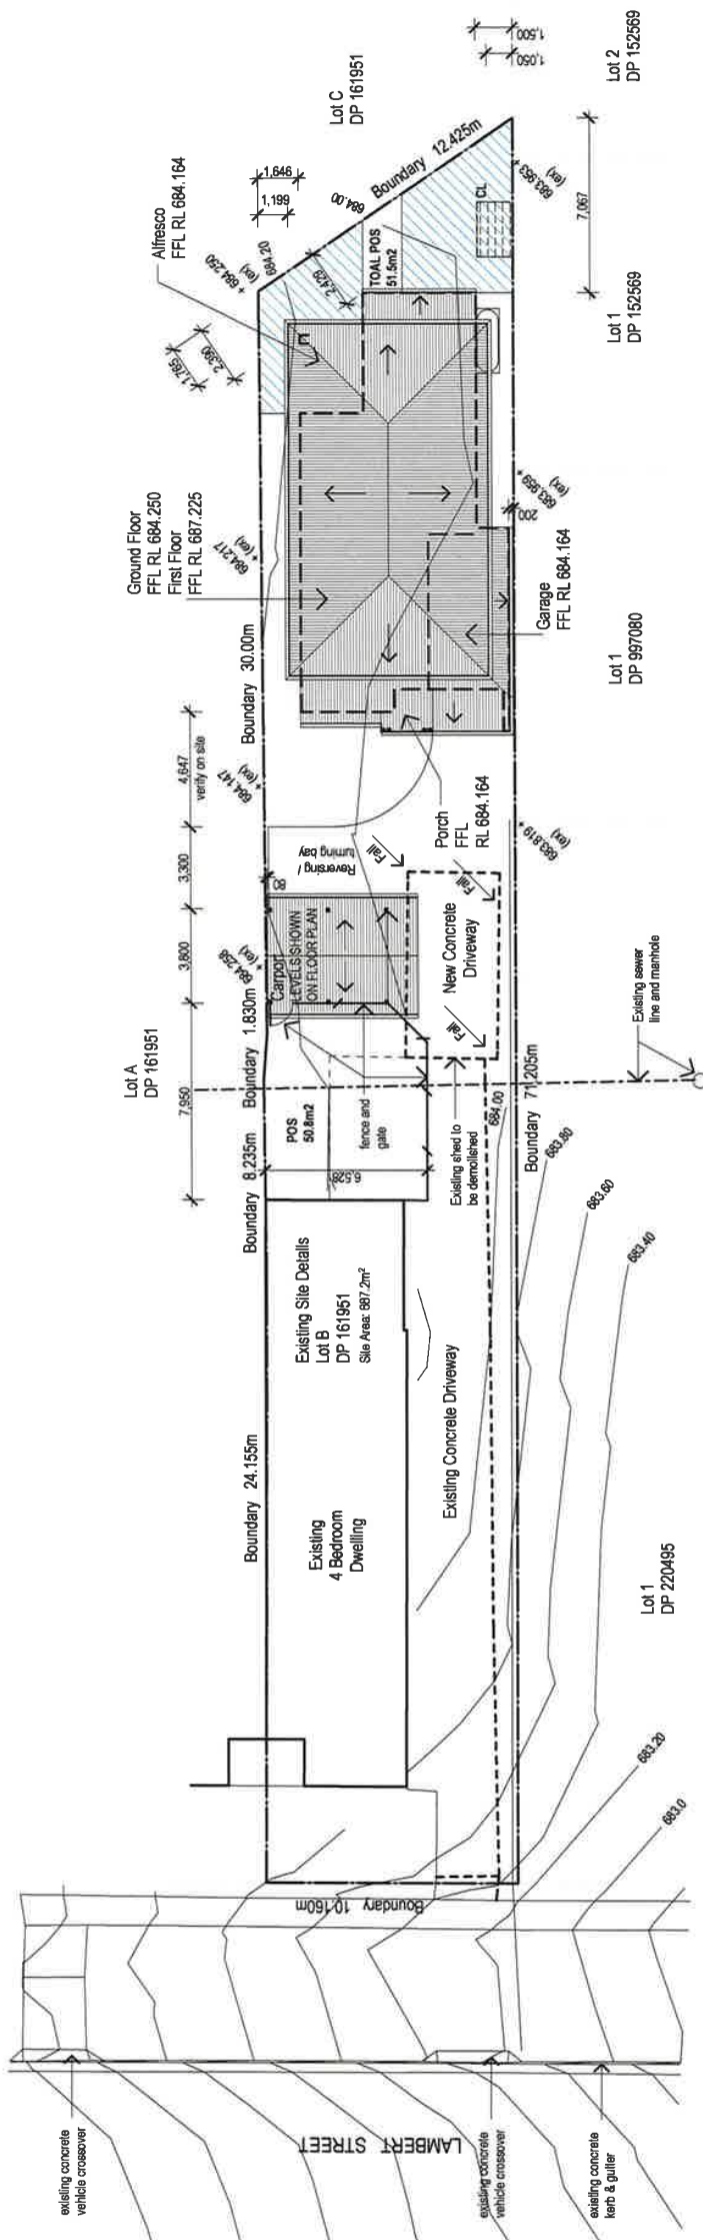 Lot C
DP 161951
Lot 2
DP 152569
1,500
1,050
Boundary 12.425m
684.00
1,646
1,199
Alfresco
FFL RL 684.164
+ 684.250
(ex)
684.20
2,429
1,765
2,390
TOAL POS
51.5m2
CL
683.953 +
(ex)
7,067
Lot 1
DP 152569
Ground Floor
FFL RL 684.250
First Floor
FFL RL 687.225
684.217
+ (ex)
683.959 +
(ex)
200
Garage
FFL RL 684.164
Lot 1
DP 997080
Boundary 30.00m
4,647
verify on site
684.147
+ (ex)
Porch
FFL
RL 684.164
683.819 +
(ex)
3,300
Reversing /
turning bay
Fall
Fall
80
3,800
684.258
+ (ex)
Carport
LEVELS SHOWN
ON FLOOR PLAN
New Concrete
Driveway
Fall
Existing sewer
line and manhole
Lot A
DP 161951
7,950
Boundary 1.830m
POS
50.8m2
fence and
gate
Existing shed to
be demolished
684.00
Boundary 71.205m
Boundary 8.235m
6,528
683.80
683.60
683.40
Existing Site Details
Lot B
DP 161951
Site Area: 687.2m²
Existing Concrete Driveway
Boundary 24.155m
Existing
4 Bedroom
Dwelling
Lot 1
DP 220495
683.20
683.0
Boundary 10.160m
LAMBERT STREET
existing concrete
vehicle crossover
existing concrete
vehicle crossover
existing concrete
kerb & gutter